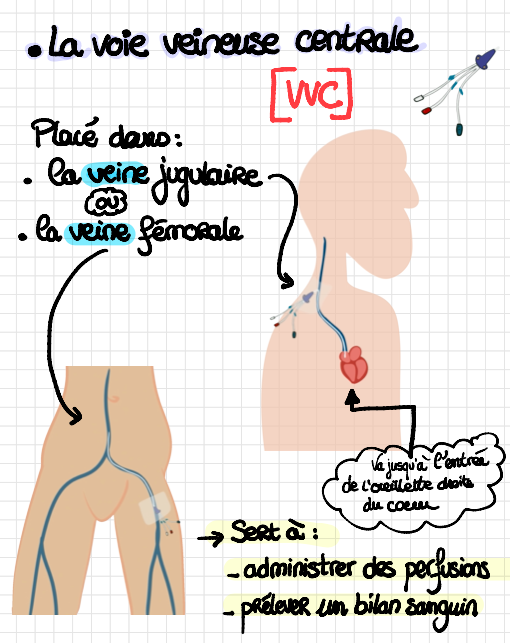 • La voie veineuse centrale
[VVC]
Placé dans :
• la veine jugulaire
ou
• la veine fémorale
Va jusqu'à l'entrée
de l'oreillette droite
du coeur
→ Sert à :
- administrer des perfusions
- prélever un bilan sanguin